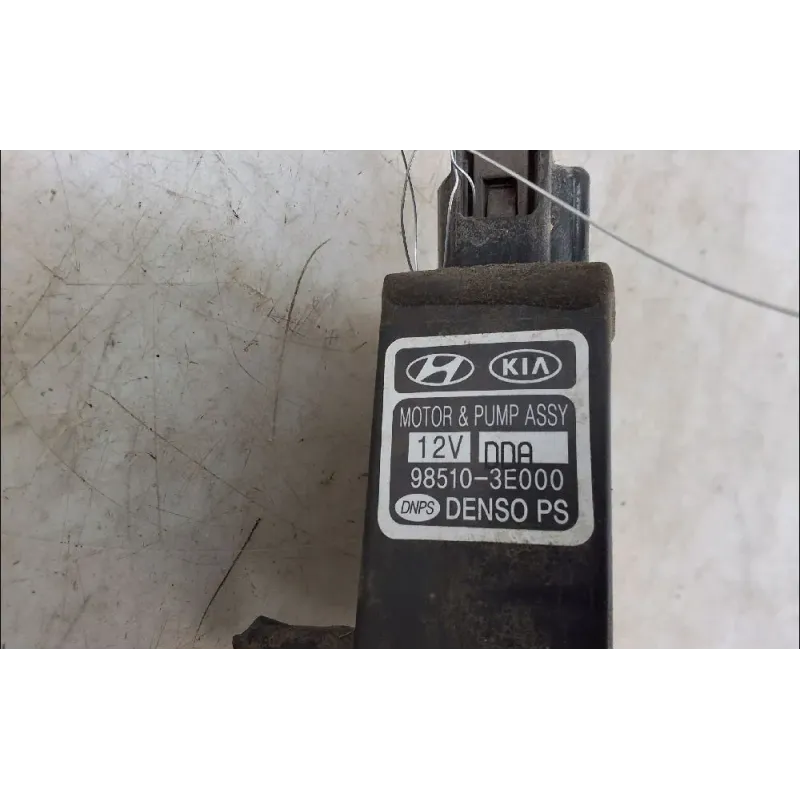 KIA
MOTOR & PUMP ASSY
12V DDA
98510-3E000
DNPS DENSO PS